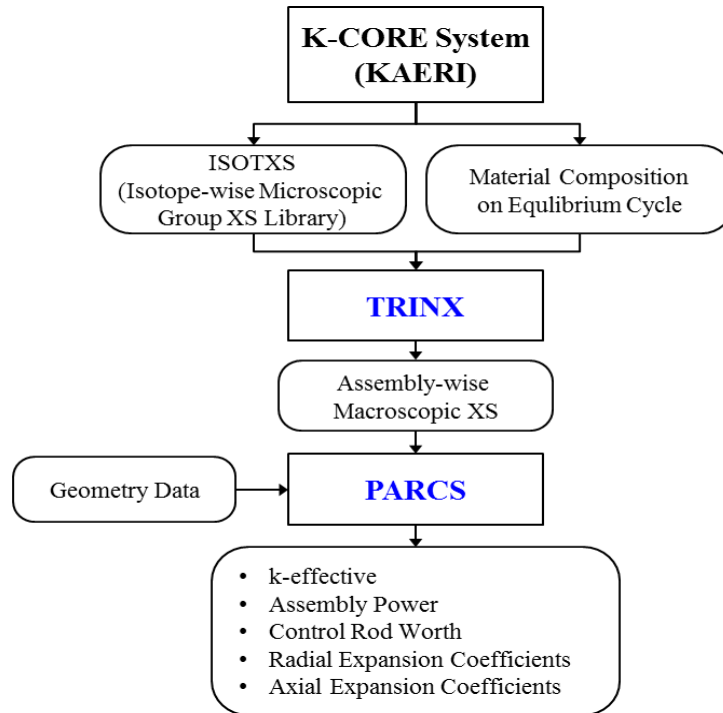 K-CORE System
(KAERI)
ISOTXS
(Isotope-wise Microscopic
Group XS Library)
Material Composition
on Equlibrium Cycle
TRINX
Assembly-wise
Macroscopic XS
Geometry Data
PARCS
• k-effective
• Assembly Power
• Control Rod Worth
• Radial Expansion Coefficients
• Axial Expansion Coefficients